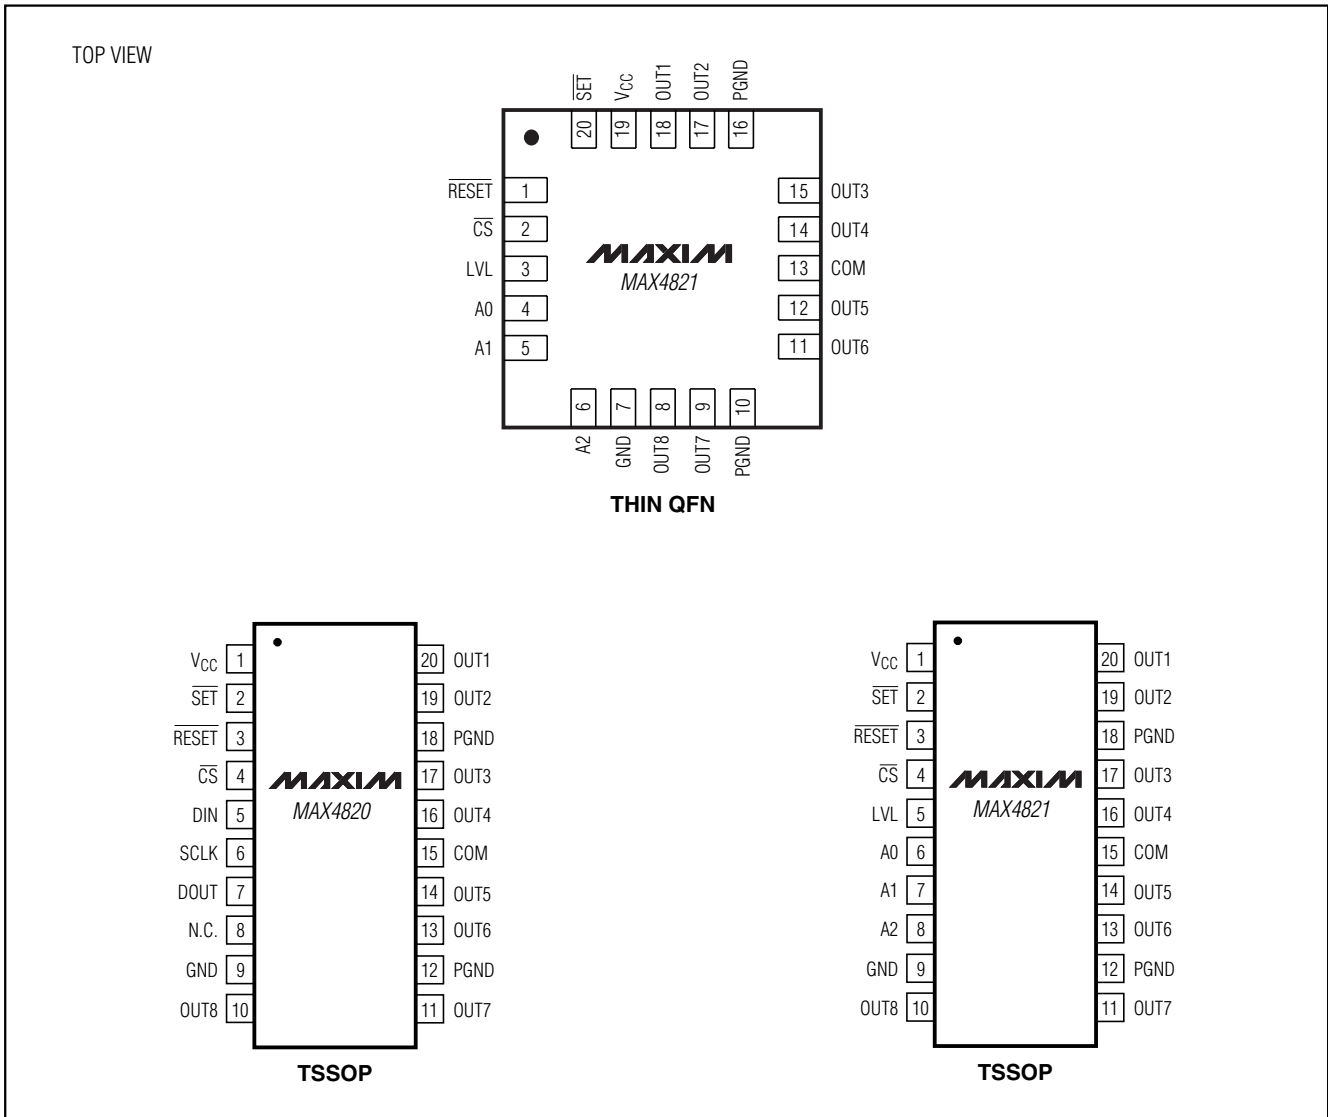 TOP VIEW
SET VCC OUT1 OUT2 PGND
20 19 18 17 16
RESET 1 15 OUT3
CS 2 14 OUT4
LVL 3 MAXIM 13 COM
MAX4821
A0 4 12 OUT5
A1 5 11 OUT6
6 7 8 9 10
A2 GND OUT8 OUT7 PGND
THIN QFN
VCC 1 20 OUT1
SET 2 19 OUT2
RESET 3 18 PGND
CS 4 MAXIM 17 OUT3
DIN 5 MAX4820 16 OUT4
SCLK 6 15 COM
DOUT 7 14 OUT5
N.C. 8 13 OUT6
GND 9 12 PGND
OUT8 10 11 OUT7
TSSOP
VCC 1 20 OUT1
SET 2 19 OUT2
RESET 3 18 PGND
CS 4 MAXIM 17 OUT3
LVL 5 MAX4821 16 OUT4
A0 6 15 COM
A1 7 14 OUT5
A2 8 13 OUT6
GND 9 12 PGND
OUT8 10 11 OUT7
TSSOP